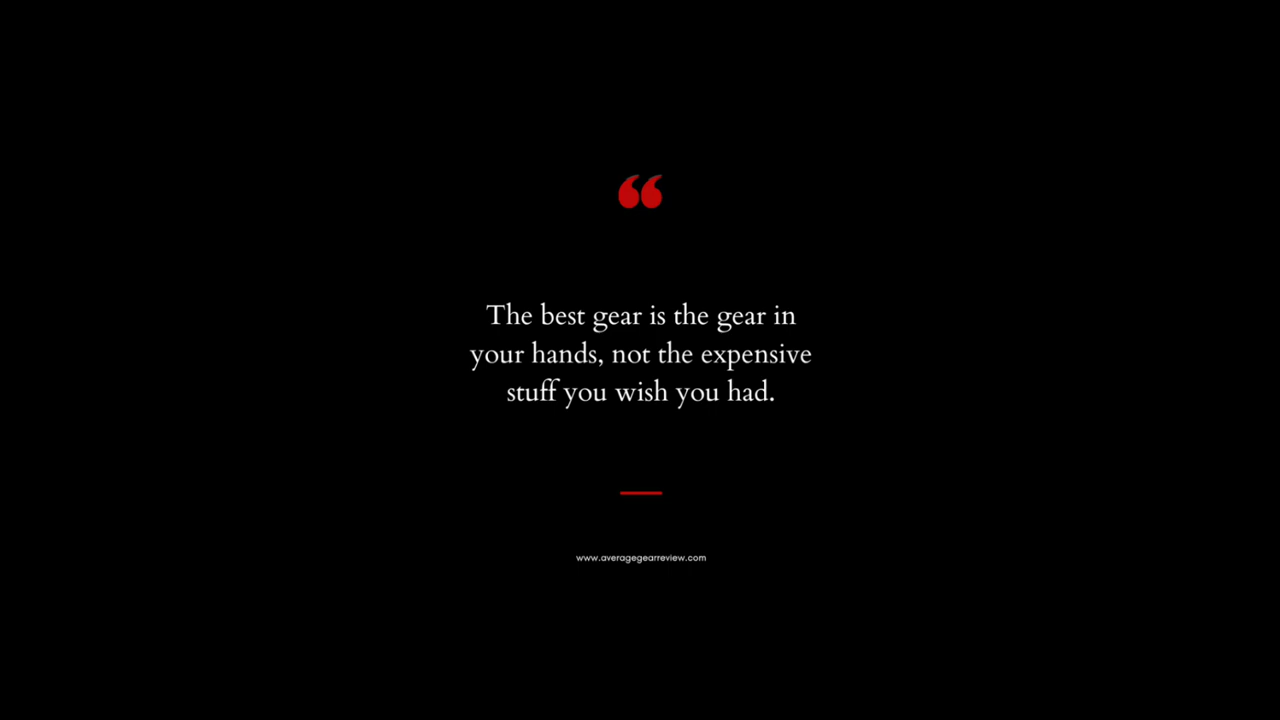 ❝
The best gear is the gear in
your hands, not the expensive
stuff you wish you had.
www.averagegearreview.com